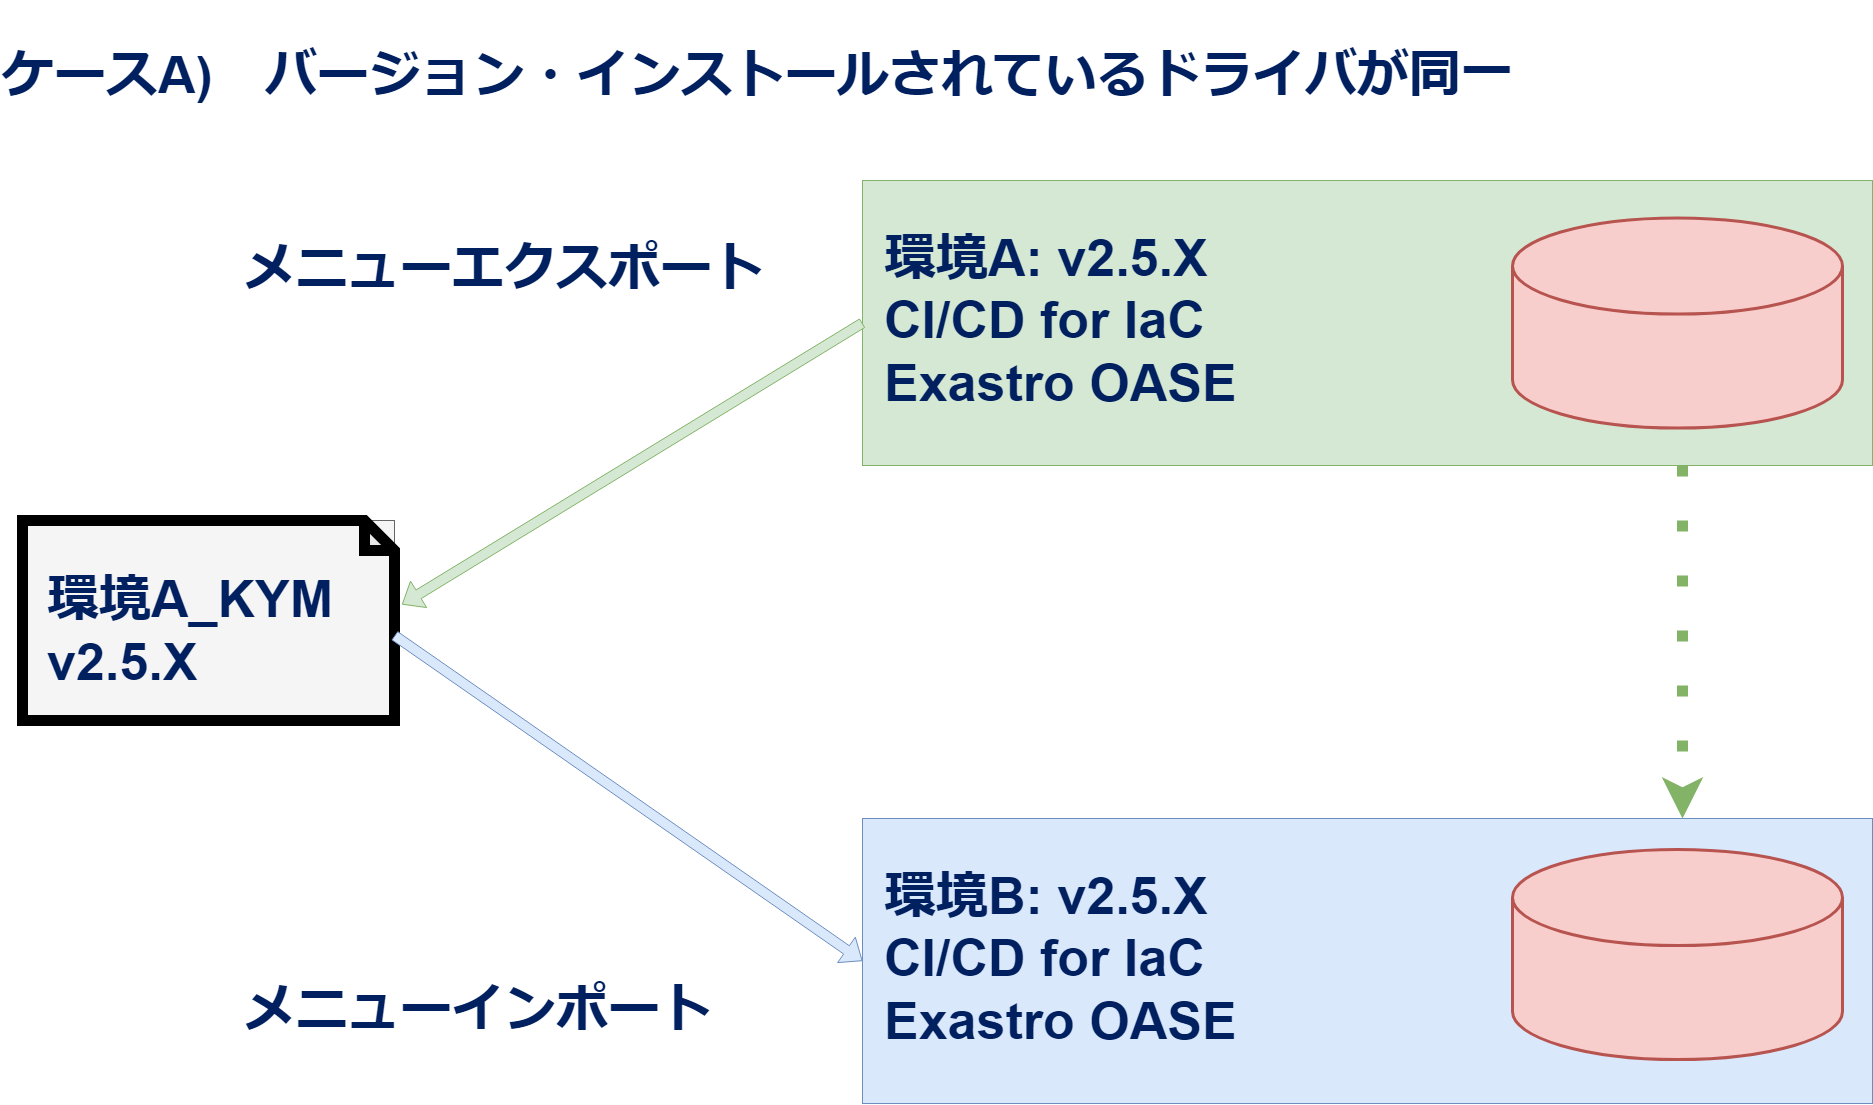 ケースA)　バージョン・インストールされているドライバが同一
メニューエクスポート
環境A: v2.5.X
CI/CD for IaC
Exastro OASE
環境A_KYM
v2.5.X
環境B: v2.5.X
CI/CD for IaC
Exastro OASE
メニューインポート